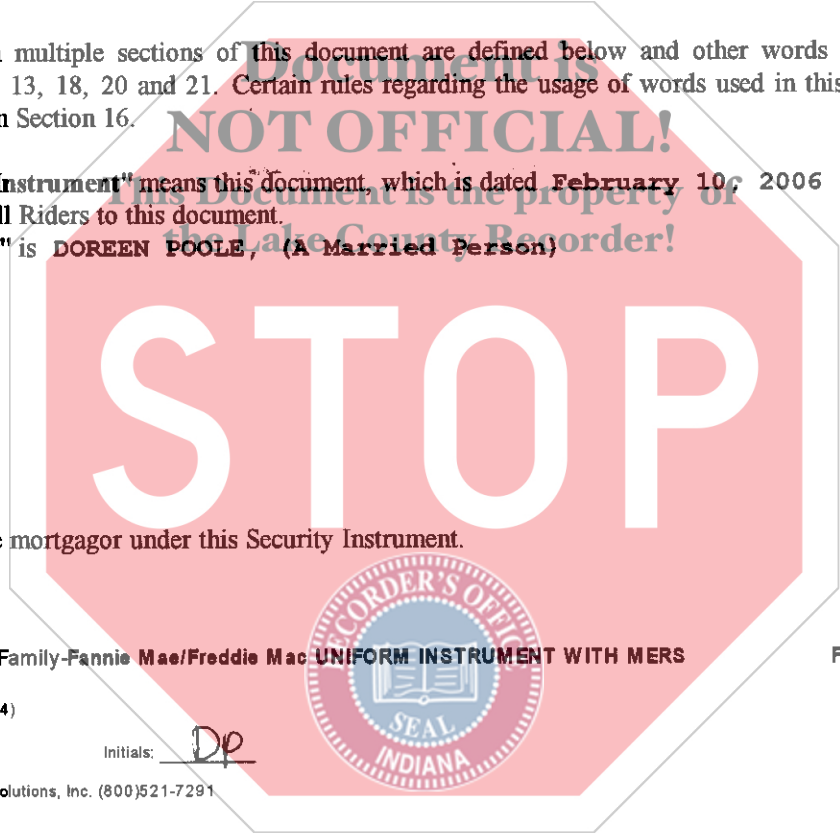 multiple sections of this document are defined below and other words
13, 18, 20 and 21. Certain rules regarding the usage of words used in this
n Section 16.
Document is
NOT OFFICIAL!
This Document is the property of
the Lake County Recorder!
Instrument" means this document, which is dated February 10, 2006
ll Riders to this document.
" is DOREEN POOLE, (A Married Person)
STOP
e mortgagor under this Security Instrument.
RECORDER'S OFFICE
SEAL
INDIANA
Family-Fannie Mae/Freddie Mac UNIFORM INSTRUMENT WITH MERS F
4)
Initials: DP
olutions, Inc. (800)521-7291